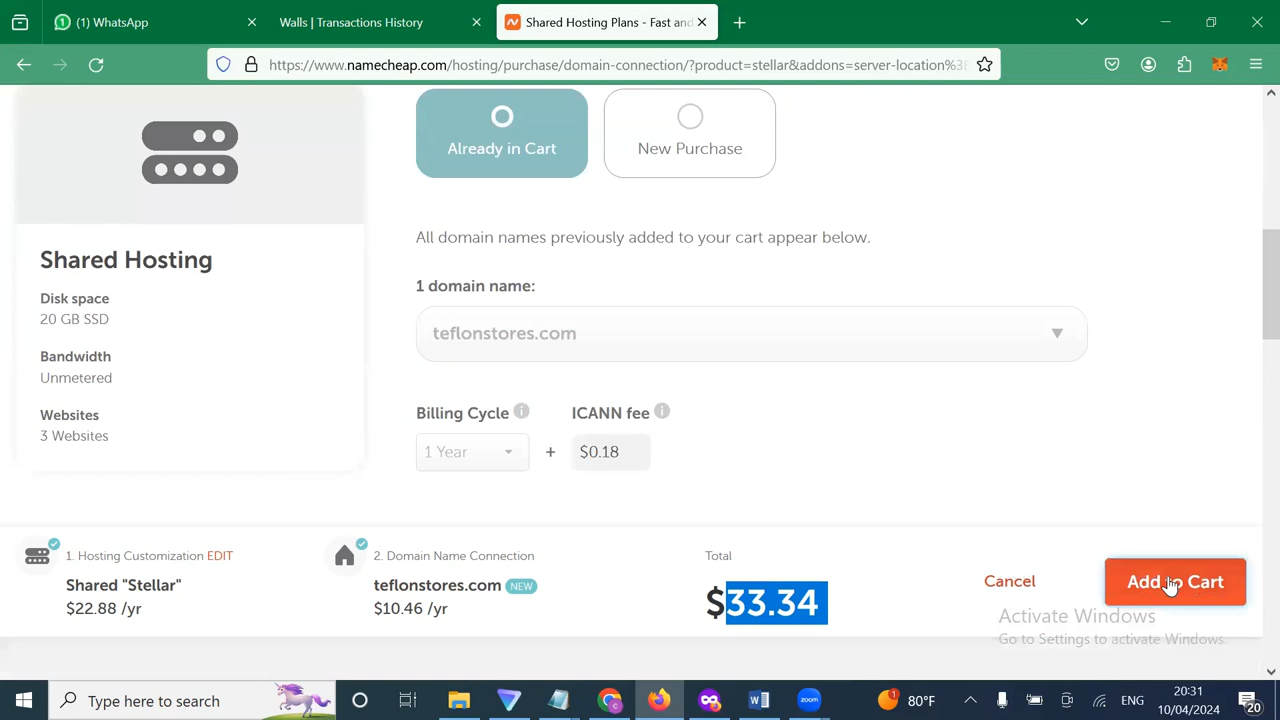 (1) WhatsApp
Walls | Transactions History
Shared Hosting Plans - Fast and
https://www.namecheap.com/hosting/purchase/domain-connection/?product=stellar&addons=server-location%3
Already in Cart
New Purchase
All domain names previously added to your cart appear below.
Shared Hosting
Disk space
20 GB SSD
Bandwidth
Unmetered
Websites
3 Websites
1 domain name:
teflonstores.com
Billing Cycle
ICANN fee
1 Year
+
$0.18
1. Hosting Customization EDIT
Shared "Stellar"
$22.88 /yr
2. Domain Name Connection
teflonstores.com NEW
$10.46 /yr
Total
$33.34
Cancel
Add to Cart
Activate Windows
Go to Settings to activate Windows.
Type here to search
1
80°F
ENG
20:31
10/04/2024
20